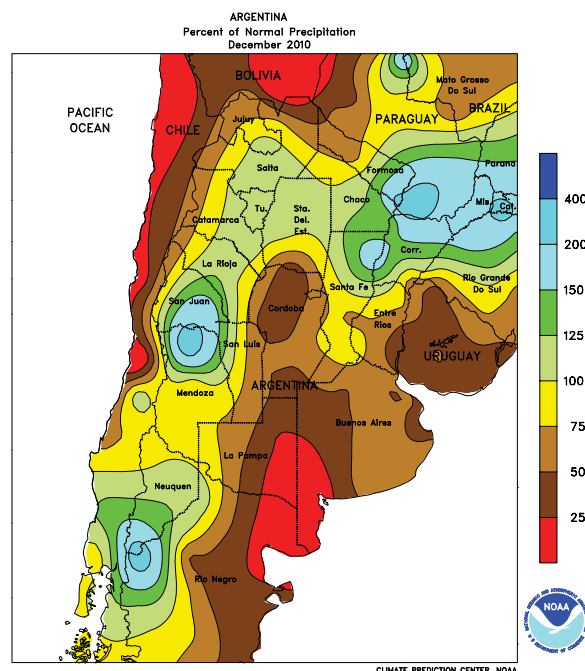 ARGENTINA
Percent of Normal Precipitation
December 2010
BOLIVIA
Mato Grosso
Do Sul
PACIFIC
OCEAN
CHILE
Jujuy
PARAGUAY
BRAZIL
Salta
Formosa
Parana
Catamarca
Tu.
Sta.
Del.
Est.
Chaco
Mis.
Cat.
Corr.
La Rioja
Rio Grande
Do Sul
San Juan
Santa Fe
Cordoba
Entre
Rios
San Luis
URUGUAY
Mendoza
ARGENTINA
Buenos Aires
La Pampa
Neuquen
Rio Negro
400
200
150
125
100
75
50
25
NOAA
CLIMATE PREDICTION CENTER, NOAA